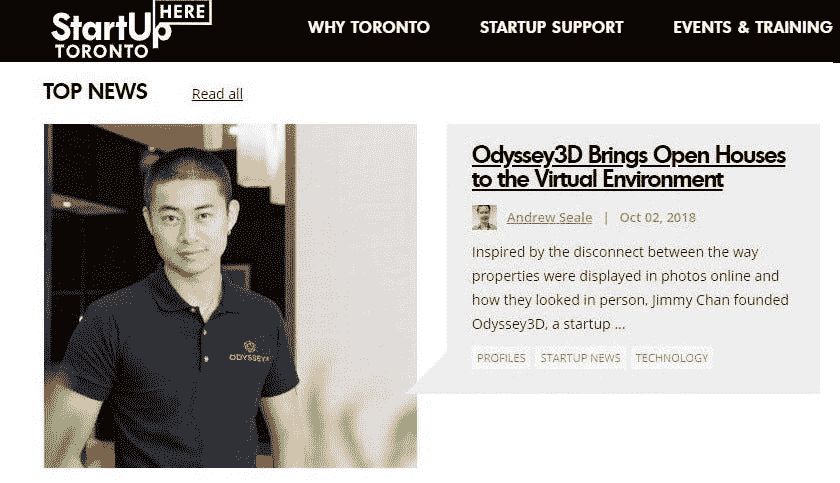 StartUp HERE
TORONTO
WHY TORONTO
STARTUP SUPPORT
EVENTS & TRAINING
TOP NEWS
Read all
ODYSSEY
Odyssey3D Brings Open Houses
to the Virtual Environment
Andrew Seale | Oct 02, 2018
Inspired by the disconnect between the way
properties were displayed in photos online and
how they looked in person, Jimmy Chan founded
Odyssey3D, a startup ...
PROFILES STARTUP NEWS TECHNOLOGY